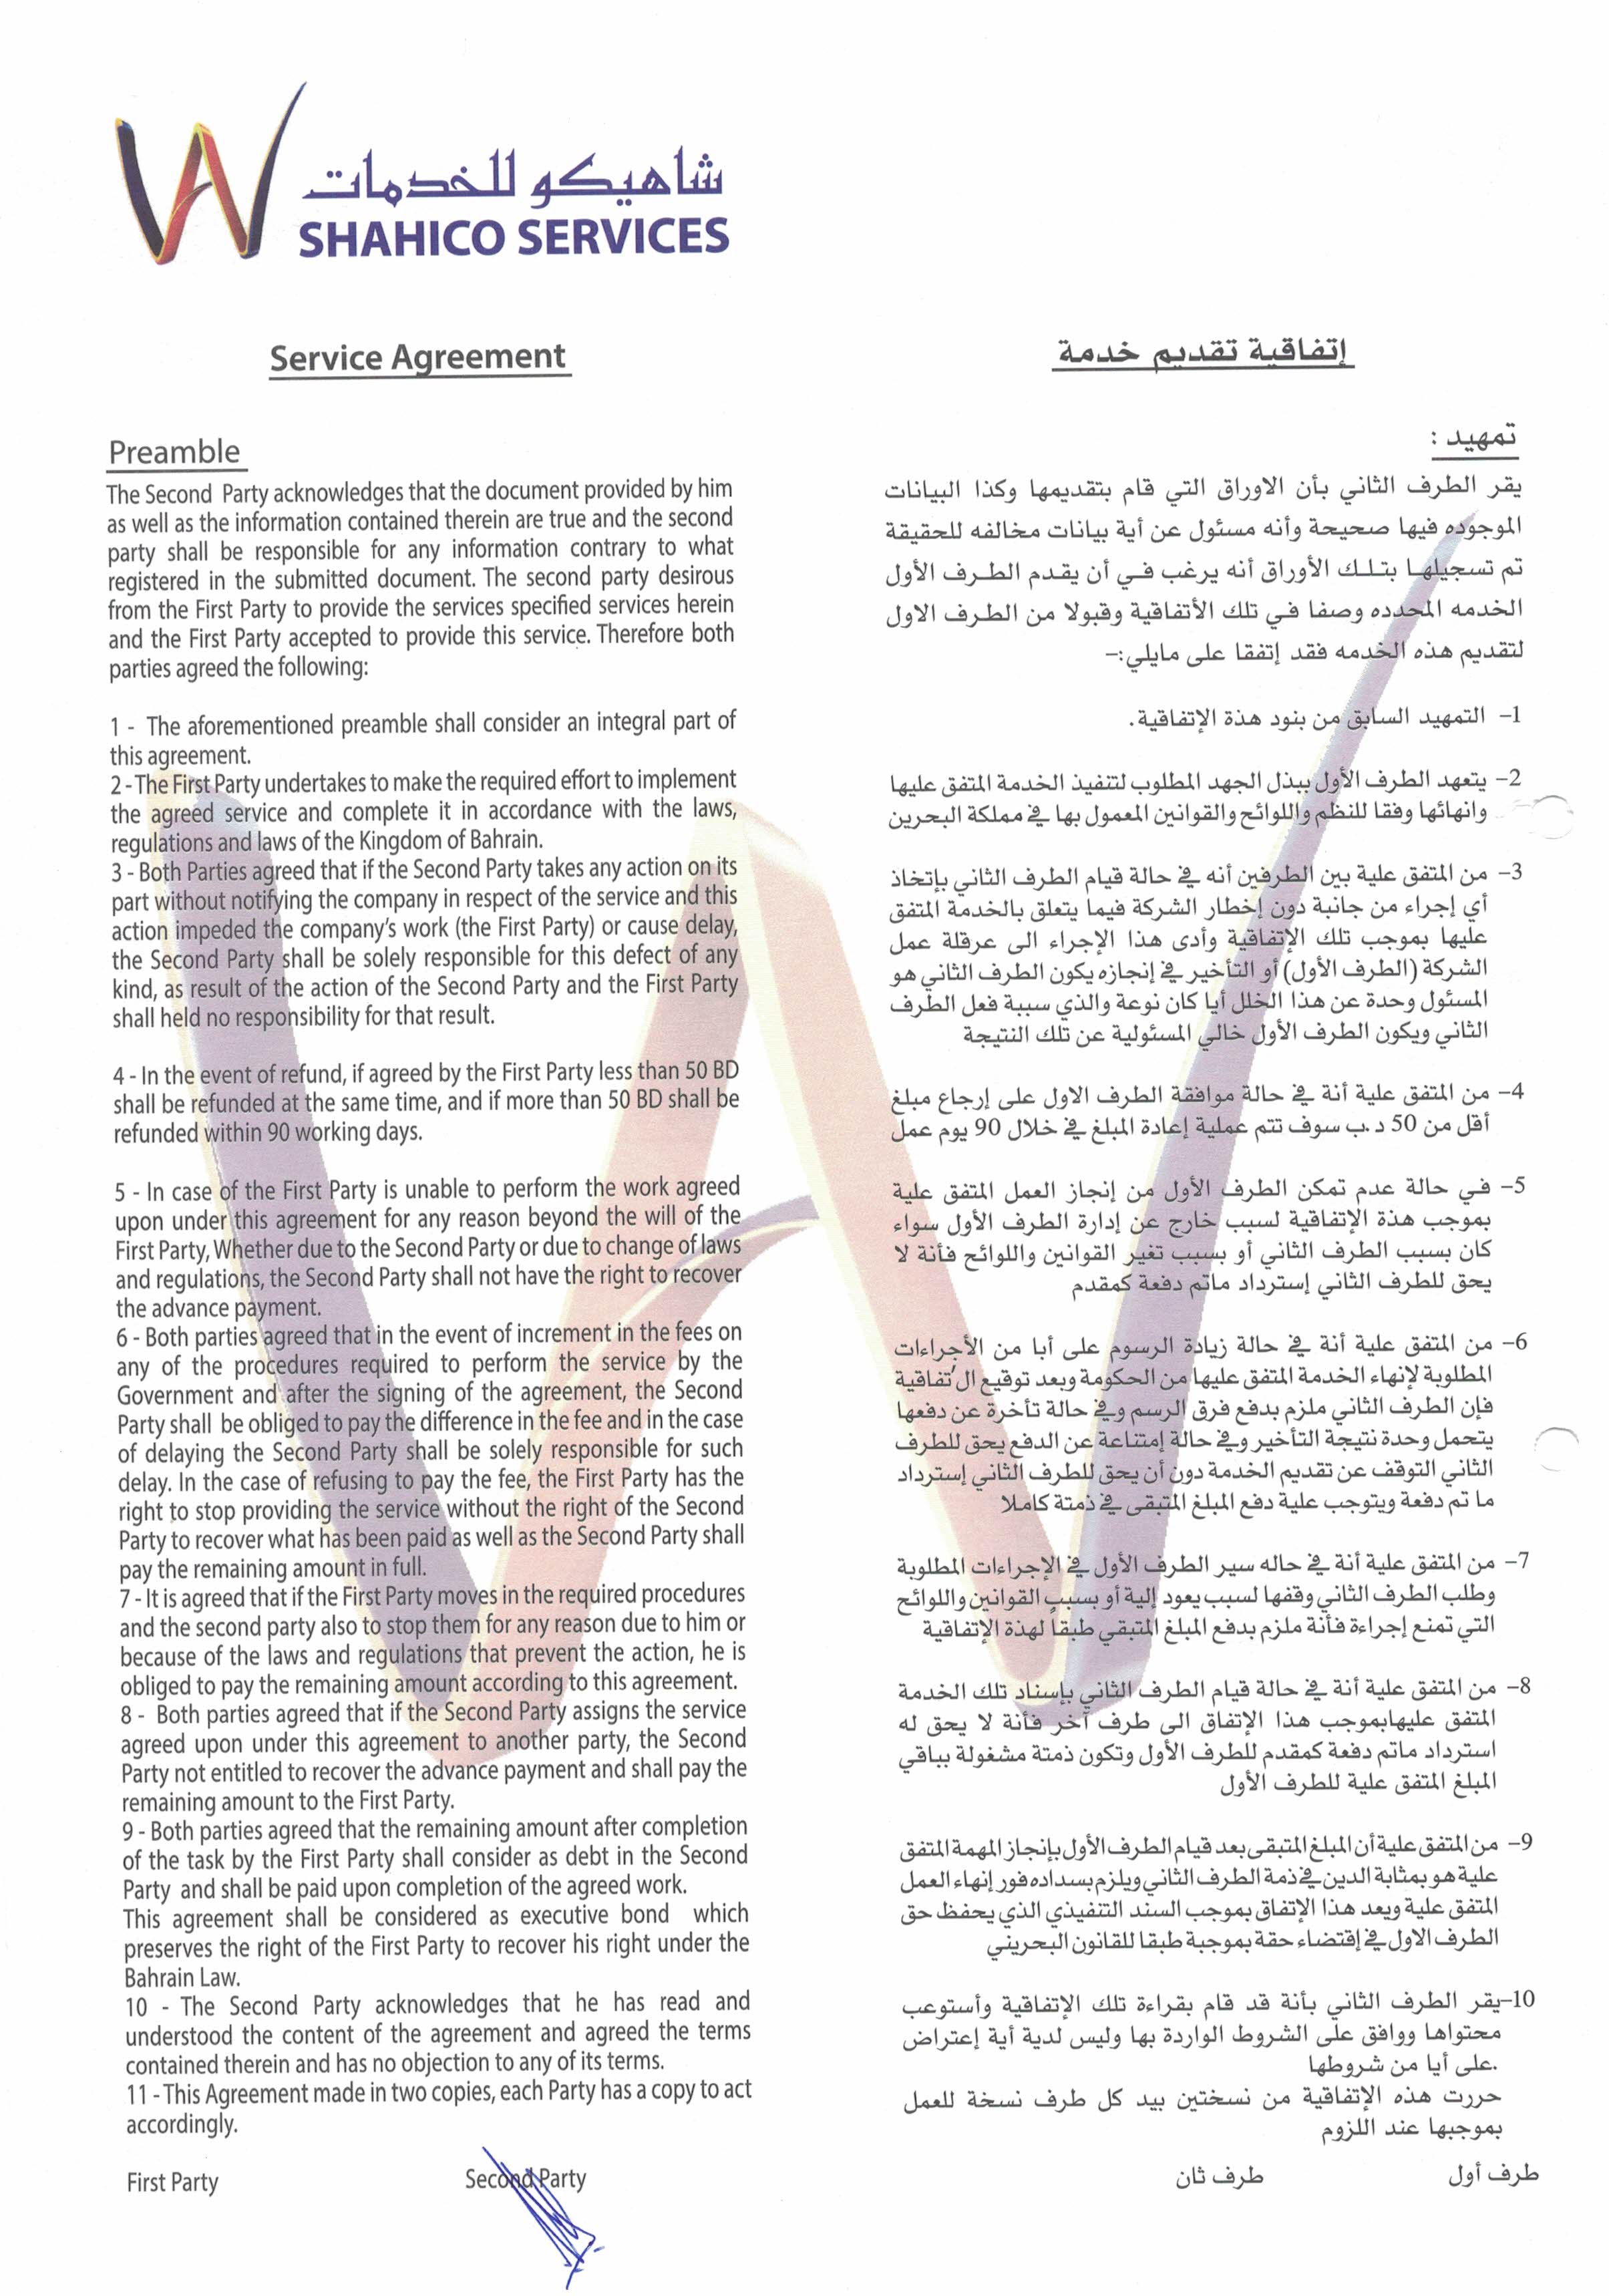 شاهيكو للخدمات
SHAHICO SERVICES
Service Agreement
Preamble
The Second Party acknowledges that the document provided by him
as well as the information contained therein are true and the second
party shall be responsible for any information contrary to what
registered in the submitted document. The second party desirous
from the First Party to provide the services specified services herein
and the First Party accepted to provide this service. Therefore both
parties agreed the following:
1 - The aforementioned preamble shall consider an integral part of
this agreement.
2 - The First Party undertakes to make the required effort to implement
the agreed service and complete it in accordance with the laws,
regulations and laws of the Kingdom of Bahrain.
3 - Both Parties agreed that if the Second Party takes any action on its
part without notifying the company in respect of the service and this
action impeded the company's work (the First Party) or cause delay,
the Second Party shall be solely responsible for this defect of any
kind, as result of the action of the Second Party and the First Party
shall held no responsibility for that result.
4 - In the event of refund, if agreed by the First Party less than 50 BD
shall be refunded at the same time, and if more than 50 BD shall be
refunded within 90 working days.
5 - In case of the First Party is unable to perform the work agreed
upon under this agreement for any reason beyond the will of the
First Party, Whether due to the Second Party or due to change of laws
and regulations, the Second Party shall not have the right to recover
the advance payment.
6 - Both parties agreed that in the event of increment in the fees on
any of the procedures required to perform the service by the
Government and after the signing of the agreement, the Second
Party shall be obliged to pay the difference in the fee and in the case
of delaying the Second Party shall be solely responsible for such
delay. In the case of refusing to pay the fee, the First Party has the
right to stop providing the service without the right of the Second
Party to recover what has been paid as well as the Second Party shall
pay the remaining amount in full.
7 - It is agreed that if the First Party moves in the required procedures
and the second party also to stop them for any reason due to him or
because of the laws and regulations that prevent the action, he is
obliged to pay the remaining amount according to this agreement.
8 - Both parties agreed that if the Second Party assigns the service
agreed upon under this agreement to another party, the Second
Party not entitled to recover the advance payment and shall pay the
remaining amount to the First Party.
9 - Both parties agreed that the remaining amount after completion
of the task by the First Party shall consider as debt in the Second
Party and shall be paid upon completion of the agreed work.
This agreement shall be considered as executive bond which
preserves the right of the First Party to recover his right under the
Bahrain Law.
10 - The Second Party acknowledges that he has read and
understood the content of the agreement and agreed the terms
contained therein and has no objection to any of its terms.
11 - This Agreement made in two copies, each Party has a copy to act
accordingly.
First Party
Second Party
إتفاقية تقديم خدمة
تمهيد :
يقر الطرف الثاني بأن الاوراق التي قام بتقديمها وكذا البيانات
الموجوده فيها صحيحة وأنه مسئول عن أية بيانات مخالفه للحقيقة
تم تسجيلها بتلك الأوراق أنه يرغب في أن يقدم الطرف الأول
الخدمه المحدده وصفا في تلك الأتفاقية وقبولا من الطرف الاول
لتقديم هذه الخدمه فقد إتفقا على مايلي:-
1- التمهيد السابق من بنود هذة الإتفاقية.
2- يتعهد الطرف الأول ببذل الجهد المطلوب لتنفيذ الخدمة المتفق عليها
وانهائها وفقا للنظم واللوائح والقوانين المعمول بها في مملكة البحرين
3- من المتفق علية بين الطرفين أنه في حالة قيام الطرف الثاني بإتخاذ
أي إجراء من جانبة دون إخطار الشركة فيما يتعلق بالخدمة المتفق
عليها بموجب تلك الإتفاقية وأدى هذا الإجراء الى عرقلة عمل
الشركة (الطرف الأول) أو التأخير في إنجازه يكون الطرف الثاني هو
المسئول وحدة عن هذا الخلل أيا كان نوعة والذي سببة فعل الطرف
الثاني ويكون الطرف الأول خالي المسئولية عن تلك النتيجة
4- من المتفق علية أنة في حالة موافقة الطرف الاول على إرجاع مبلغ
أقل من 50 د.ب سوف تتم عملية إعادة المبلغ في خلال 90 يوم عمل
5- في حالة عدم تمكن الطرف الأول من إنجاز العمل المتفق علية
بموجب هذة الإتفاقية لسبب خارج عن إدارة الطرف الأول سواء
كان بسبب الطرف الثاني أو بسبب تغير القوانين واللوائح فأنة لا
يحق للطرف الثاني إسترداد ماتم دفعة كمقدم
6- من المتفق علية أنة في حالة زيادة الرسوم على أبا من الأجراءات
المطلوبة لإنهاء الخدمة المتفق عليها من الحكومة وبعد توقيع الٱتفاقية
فإن الطرف الثاني ملزم بدفع فرق الرسم وفي حالة تأخرة عن دفعها
يتحمل وحدة نتيجة التأخير وفي حالة إمتناعة عن الدفع يحق للطرف
الثاني التوقف عن تقديم الخدمة دون أن يحق للطرف الثاني إسترداد
ما تم دفعة ويتوجب علية دفع المبلغ المتبقى في ذمتة كاملا
7- من المتفق علية أنة في حاله سير الطرف الأول في الإجراءات المطلوبة
وطلب الطرف الثاني وقفها لسبب يعود إلية أو بسبب القوانين واللوائح
التي تمنع إجراءة فأنة ملزم بدفع المبلغ المتبقي طبقا لهذة الإتفاقية
8- من المتفق علية أنة في حالة قيام الطرف الثاني بإسناد تلك الخدمة
المتفق عليهابموجب هذا الإتفاق الى طرف أخر فأنة لا يحق له
استرداد ماتم دفعة كمقدم للطرف الأول وتكون ذمتة مشغولة بباقي
المبلغ المتفق علية للطرف الأول
9- من المتفق علية أن المبلغ المتبقى بعد قيام الطرف الأول بإنجاز المهمة المتفق
علية هو بمثابة الدين في ذمة الطرف الثاني ويلزم بسداده فور إنهاء العمل
المتفق علية ويعد هذا الإتفاق بموجب السند التنفيذي الذي يحفظ حق
الطرف الاول في إقتضاء حقة بموجبة طبقا للقانون البحريني
10- يقر الطرف الثاني بأنة قد قام بقراءة تلك الإتفاقية وأستوعب
محتواها ووافق على الشروط الواردة بها وليس لدية أية إعتراض
.على أيا من شروطها
حررت هذه الإتفاقية من نسختين بيد كل طرف نسخة للعمل
بموجبها عند اللزوم
طرف أول
طرف ثان